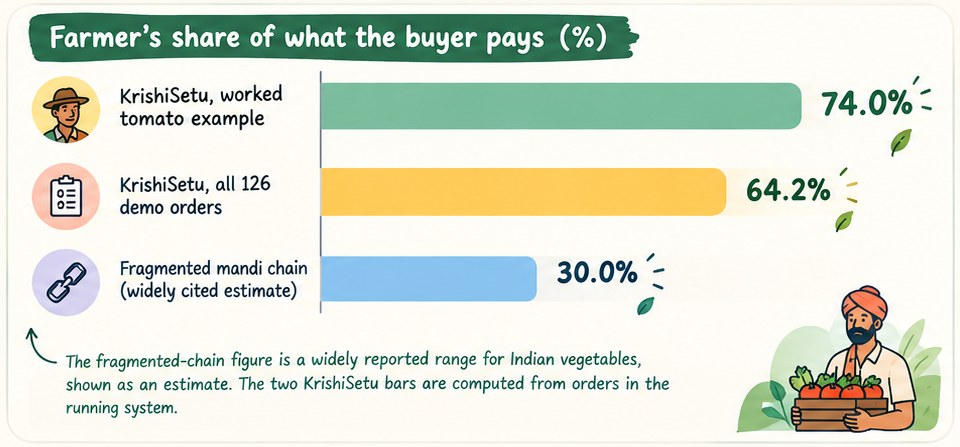 Farmer's share of what the buyer pays (%)
KrishiSetu, worked
tomato example
74.0%
KrishiSetu, all 126
demo orders
64.2%
Fragmented mandi chain
(widely cited estimate)
30.0%
The fragmented-chain figure is a widely reported range for Indian vegetables,
shown as an estimate. The two KrishiSetu bars are computed from orders in the
running system.